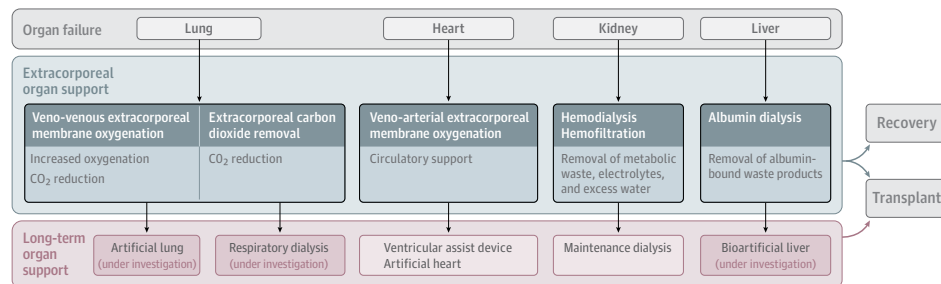 Organ failure
Lung
Heart
Kidney
Liver
Extracorporeal
organ support
Veno-venous extracorporeal
membrane oxygenation
Increased oxygenation
CO₂ reduction
Extracorporeal carbon
dioxide removal
CO₂ reduction
Veno-arterial extracorporeal
membrane oxygenation
Circulatory support
Hemodialysis
Hemofiltration
Removal of metabolic
waste, electrolytes,
and excess water
Albumin dialysis
Removal of albumin-
bound waste products
Recovery
Transplant
Long-term
organ
support
Artificial lung
(under investigation)
Respiratory dialysis
(under investigation)
Ventricular assist device
Artificial heart
Maintenance dialysis
Bioartificial liver
(under investigation)